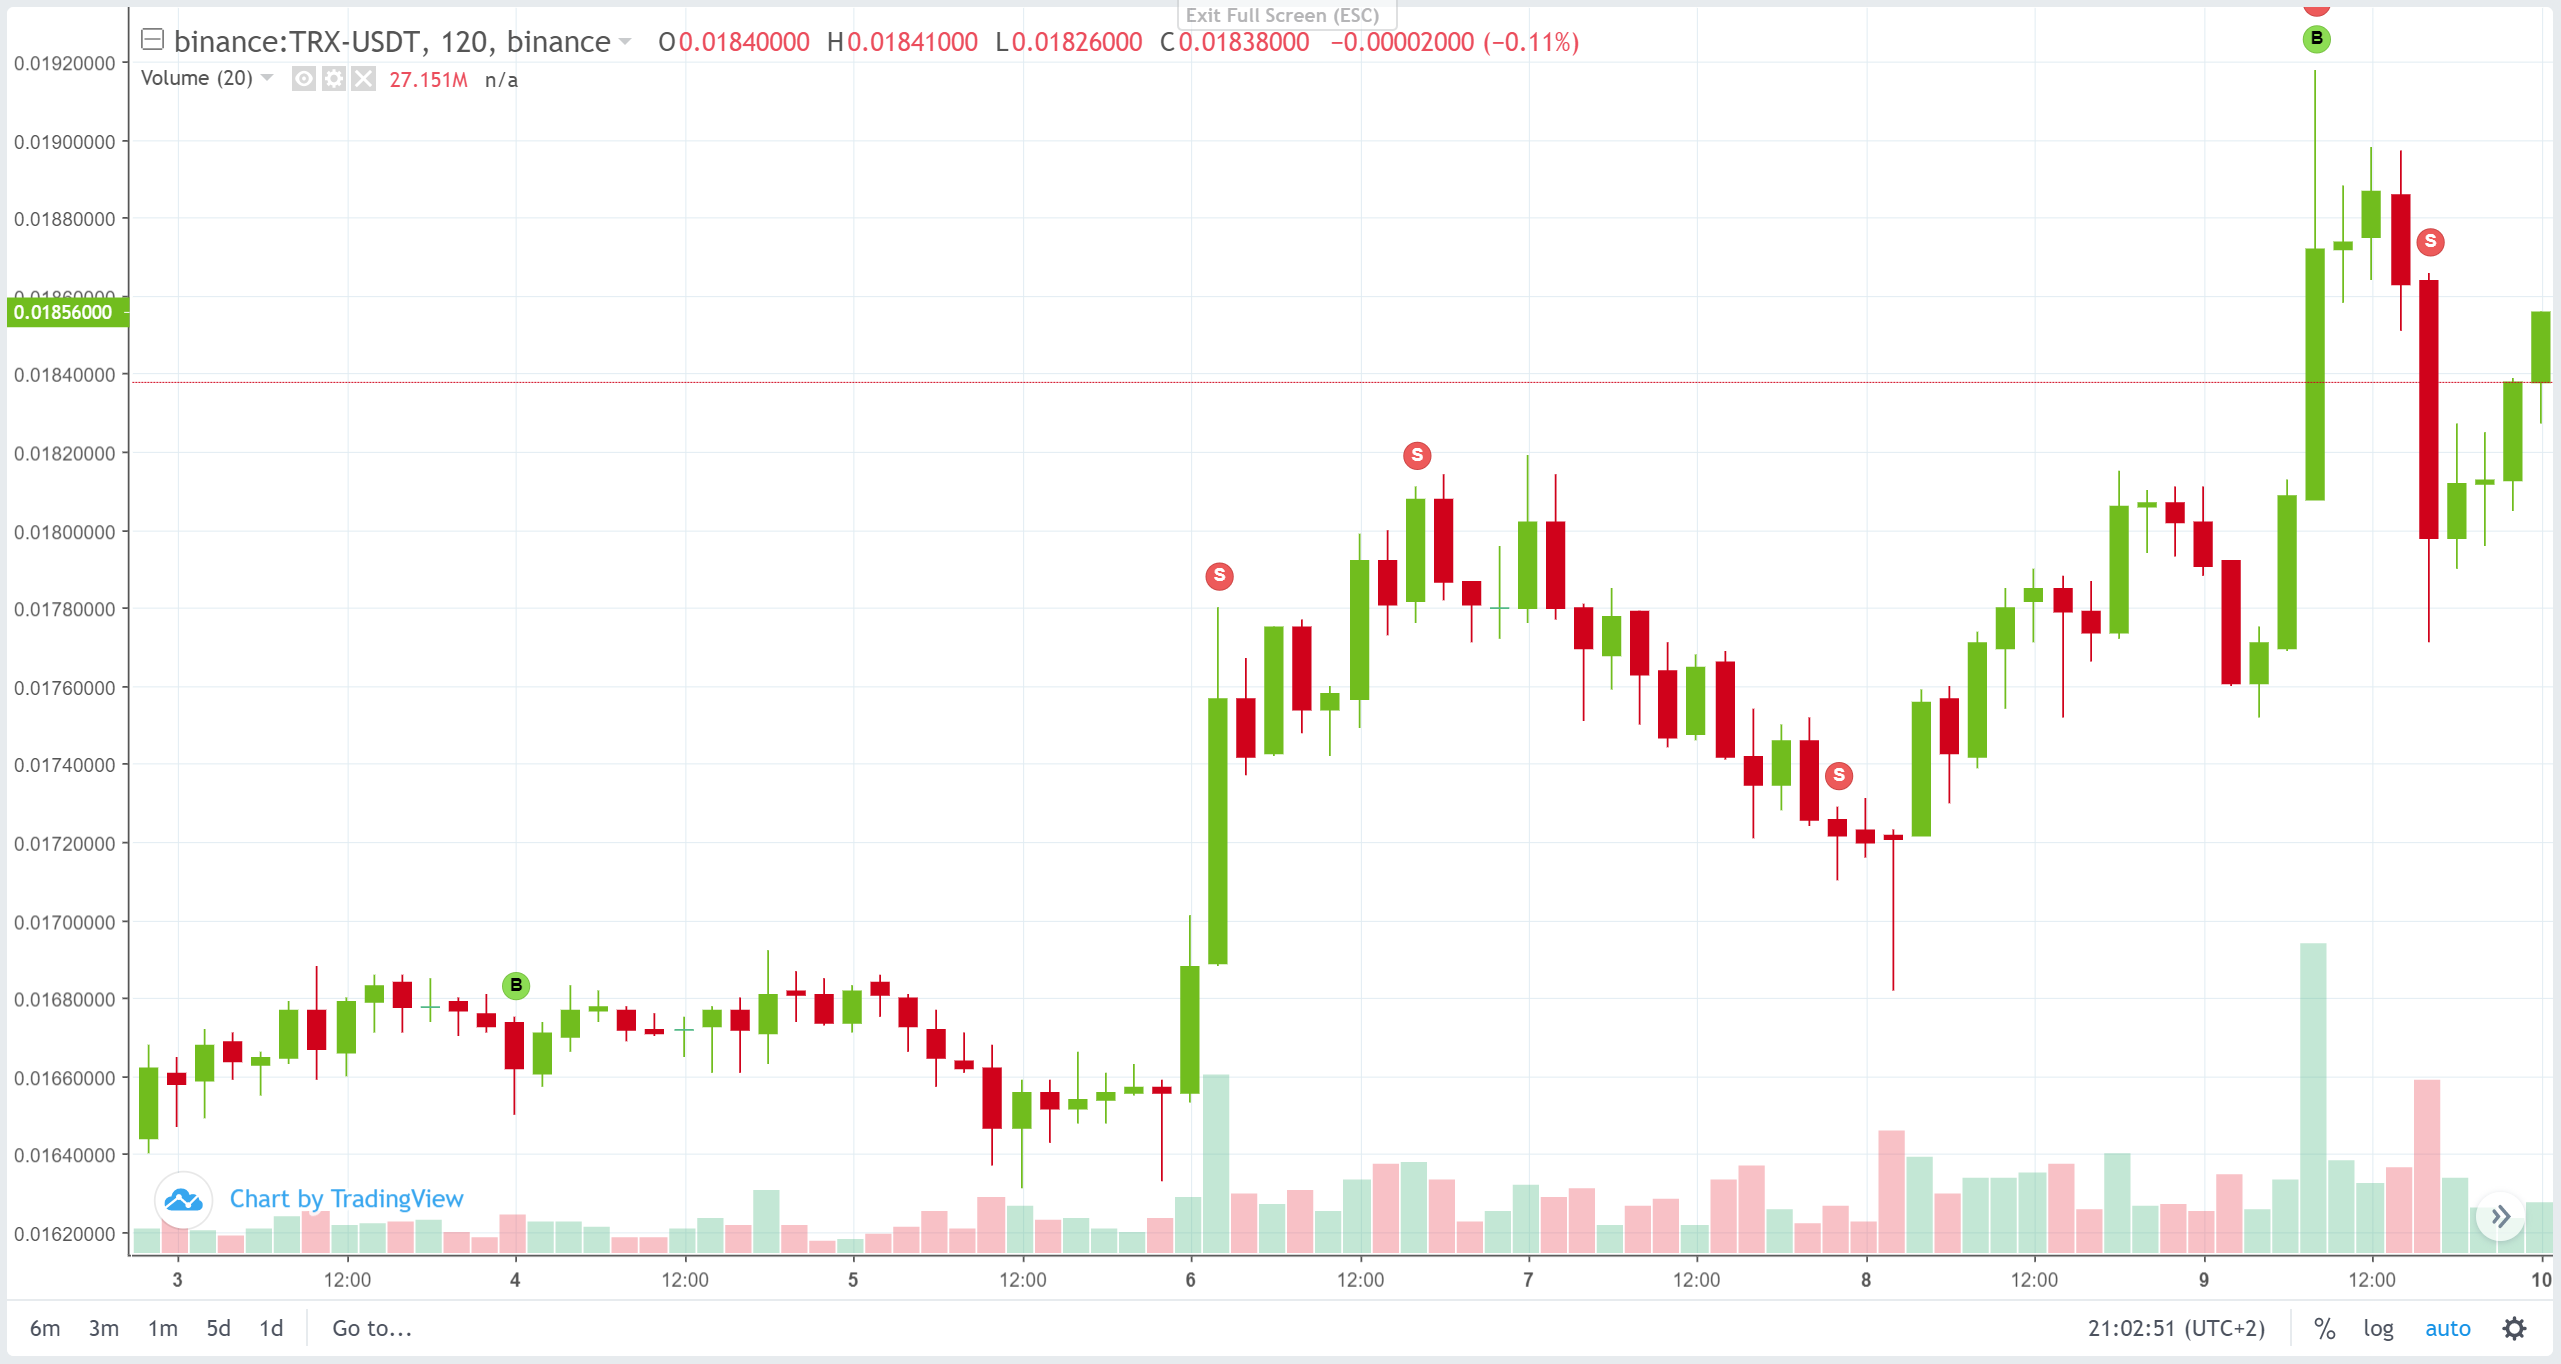 Exit Full Screen (ESC)
binance:TRX-USDT, 120, binance O0.01840000 H0.01841000 L0.01826000 C0.01838000 −0.00002000 (−0.11%)
Volume (20) 27.151M n/a
B
0.01920000
0.01900000
0.01880000
S
0.01860000
0.01856000
0.01840000
0.01820000
S
0.01800000
S
0.01780000
0.01760000
0.01740000
S
0.01720000
0.01700000
B
0.01680000
0.01660000
0.01640000
Chart by TradingView
0.01620000
3 12:00 4 12:00 5 12:00 6 12:00 7 12:00 8 12:00 9 12:00 10
6m 3m 1m 5d 1d Go to... 21:02:51 (UTC+2) % log auto